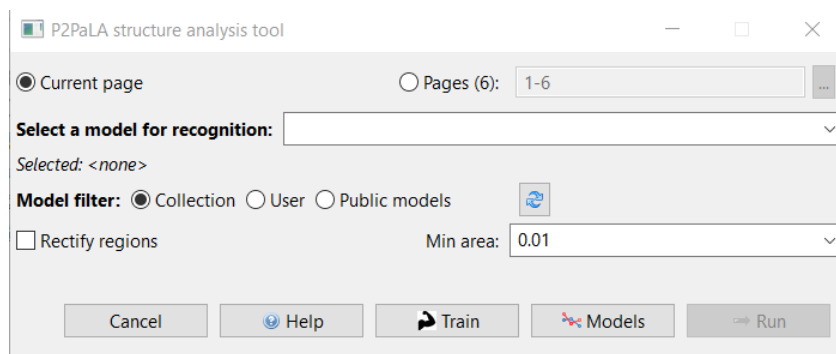 P2PaLA structure analysis tool
Current page Pages (6): 1-6 ...
Select a model for recognition:
Selected: <none>
Model filter: Collection User Public models
Rectify regions Min area: 0.01
Cancel Help Train Models Run